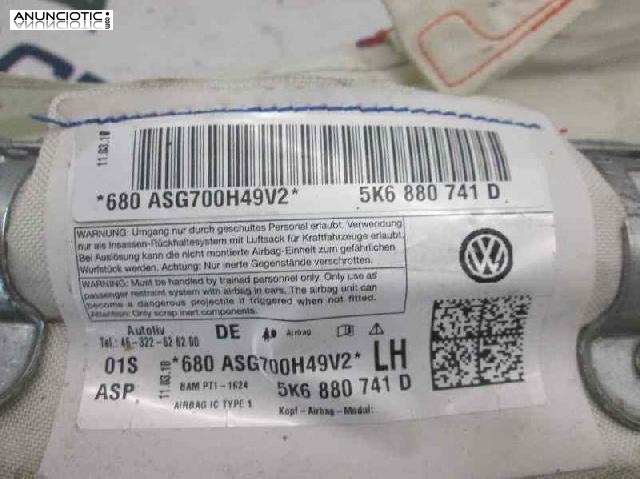 ANUNCIOTIC.com
11.03.10
*680 ASG700H49V2* 5K6 880 741 D
WARNUNG: Umgang nur durch geschultes Personal erlaubt. Verwendung
nur als Insassen-Rückhaltesystem mit Luftsack für Kraftfahrzeuge erlaubt.
Bei Auslösung kann die nicht montierte Airbag-Einheit zum gefährlichen
Wurfstück werden. Achtung: Nur inerte Gegenstände verschrotten.
WARNING: Must be handled by trained personnel only. Only use as
passenger restraint system with airbag in cars. The airbag unit can
become a dangerous projectile if triggered when not fitted.
Attention: Only scrap inert components.
Autoliv DE Airbag
Tel.: 46-322-626200
01S 11.03.10 *680 ASG700H49V2* LH
ASP BAM PT1-1624 5K6 880 741 D
AIRBAG IC TYPE 1 Kopf-Airbag-Modul: